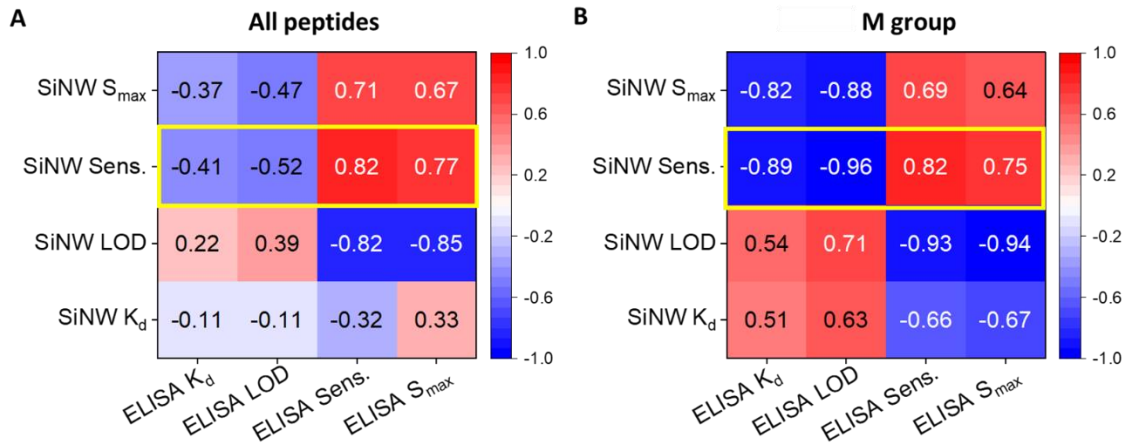 A
All peptides
SiNW Smax
-0.37 -0.47 0.71 0.67
SiNW Sens.
-0.41 -0.52 0.82 0.77
SiNW LOD
0.22 0.39 -0.82 -0.85
SiNW Kd
-0.11 -0.11 -0.32 0.33
ELISA Kd
ELISA LOD
ELISA Sens.
ELISA Smax
1.0
0.6
0.2
-0.2
-0.6
-1.0
B
M group
SiNW Smax
-0.82 -0.88 0.69 0.64
SiNW Sens.
-0.89 -0.96 0.82 0.75
SiNW LOD
0.54 0.71 -0.93 -0.94
SiNW Kd
0.51 0.63 -0.66 -0.67
ELISA Kd
ELISA LOD
ELISA Sens.
ELISA Smax
1.0
0.6
0.2
-0.2
-0.6
-1.0